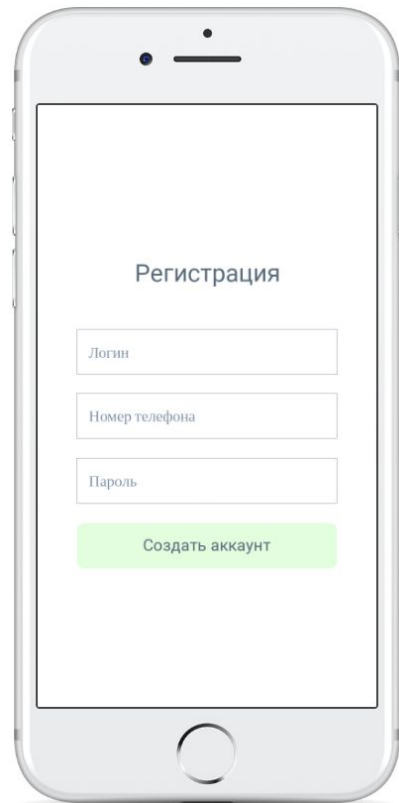 Регистрация
Логин
Номер телефона
Пароль
Создать аккаунт